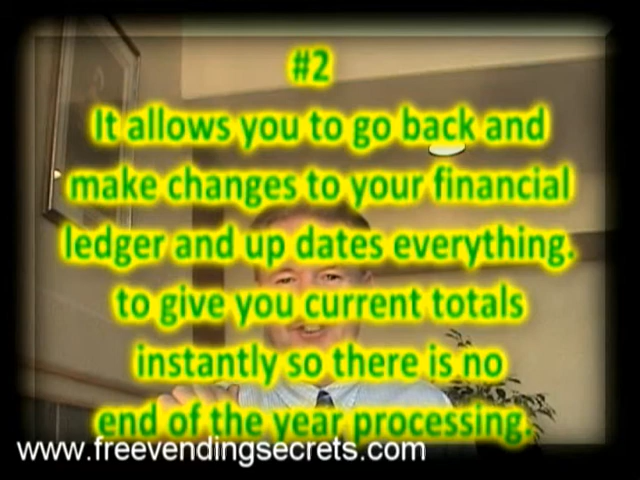 #2
It allows you to go back and
make changes to your financial
ledger and up dates everything.
to give you current totals
instantly so there is no
end of the year processing.
www.freevendingsecrets.com